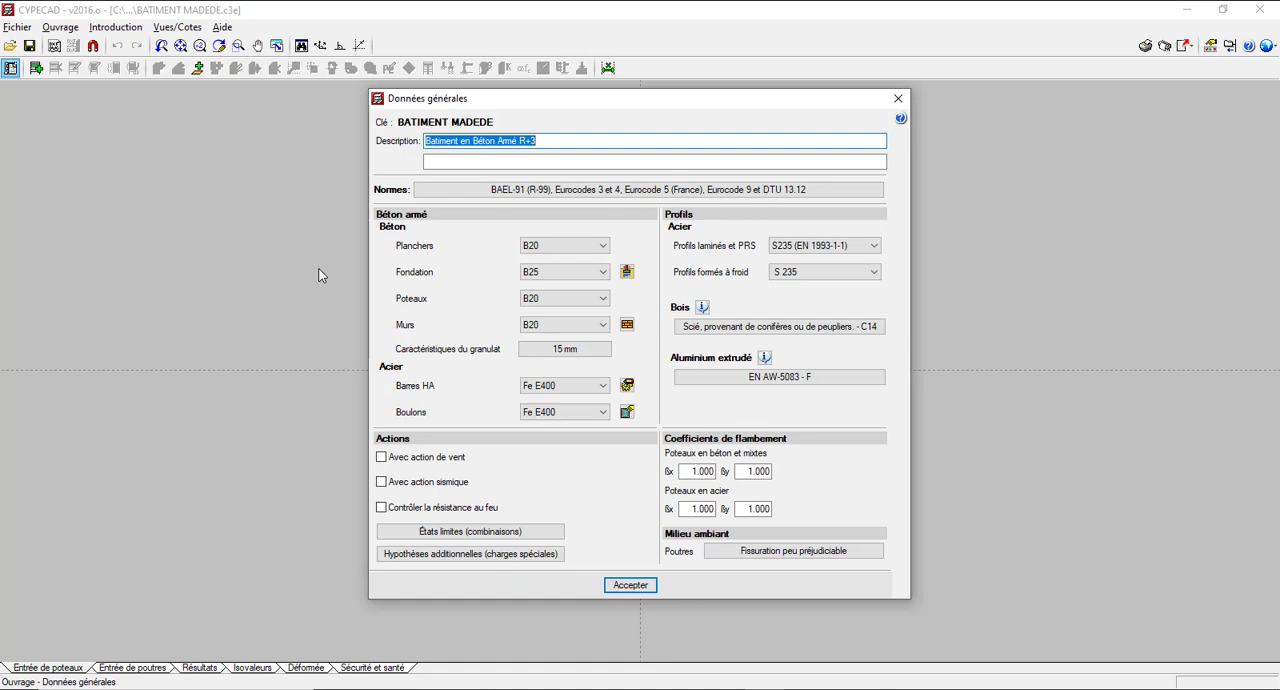 CYPECAD - v2016.o - [C:\...\BATIMENT MADEDE.c3e]
Fichier Ouvrage Introduction Vues/Cotes Aide
Données générales
Clé : BATIMENT MADEDE
Description: Batiment en Béton Armé R+3
Normes: BAEL-91 (R-99), Eurocodes 3 et 4, Eurocode 5 (France), Eurocode 9 et DTU 13.12
Béton armé
Béton
Planchers B20
Fondation B25
Poteaux B20
Murs B20
Caractéristiques du granulat 15 mm
Acier
Barres HA Fe E400
Boulons Fe E400
Profils
Acier
Profils laminés et PRS S235 (EN 1993-1-1)
Profils formés à froid S 235
Bois
Scié, provenant de conifères ou de peupliers. - C14
Aluminium extrudé
EN AW-5083 - F
Actions
Avec action de vent
Avec action sismique
Contrôler la résistance au feu
États limites (combinaisons)
Hypothèses additionnelles (charges spéciales)
Coefficients de flambement
Poteaux en béton et mixtes
ßx 1.000 ßy 1.000
Poteaux en acier
ßx 1.000 ßy 1.000
Milieu ambiant
Poutres Fissuration peu préjudiciable
Accepter
Entrée de poteaux Entrée de poutres Résultats Isovaleurs Déformée Sécurité et santé
Ouvrage - Données générales